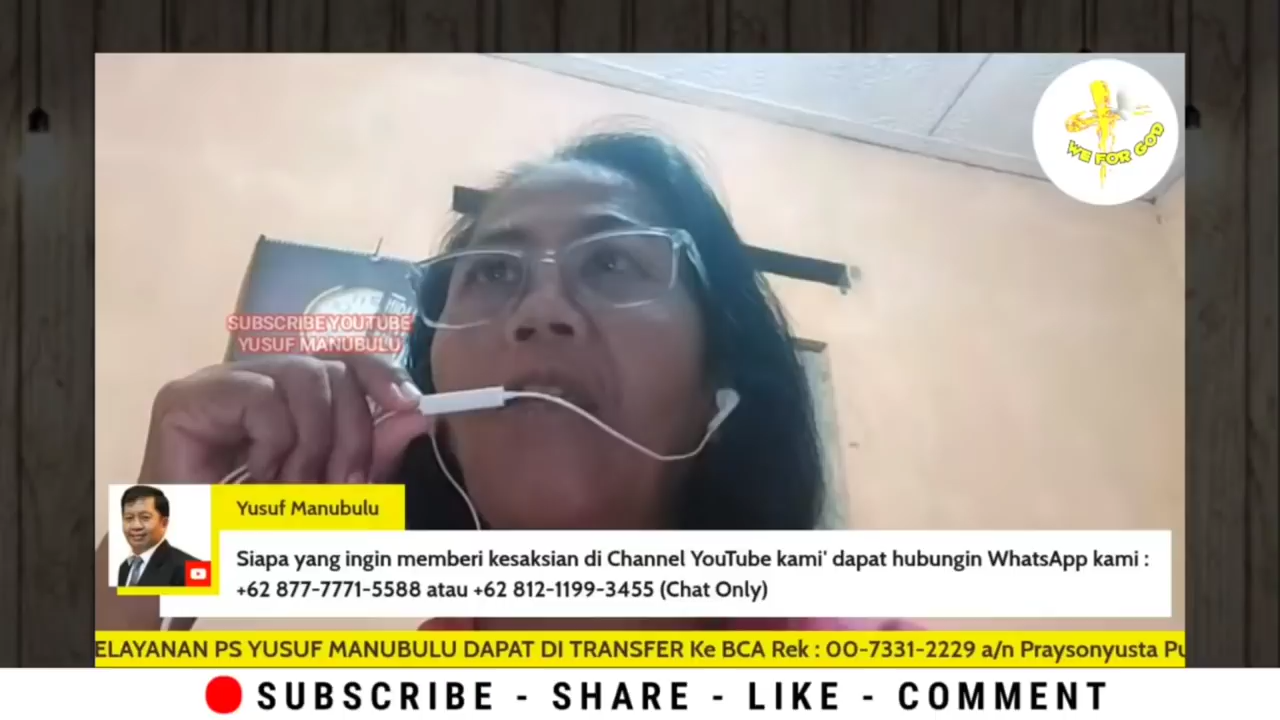 WE FOR GOD
SUBSCRIBE YOUTUBE
YUSUF MANUBULU
Yusuf Manubulu
Siapa yang ingin memberi kesaksian di Channel YouTube kami' dapat hubungin WhatsApp kami :
+62 877-7771-5588 atau +62 812-1199-3455 (Chat Only)
ELAYANAN PS YUSUF MANUBULU DAPAT DI TRANSFER Ke BCA Rek : 00-7331-2229 a/n Praysonyusta Pu
SUBSCRIBE - SHARE - LIKE - COMMENT